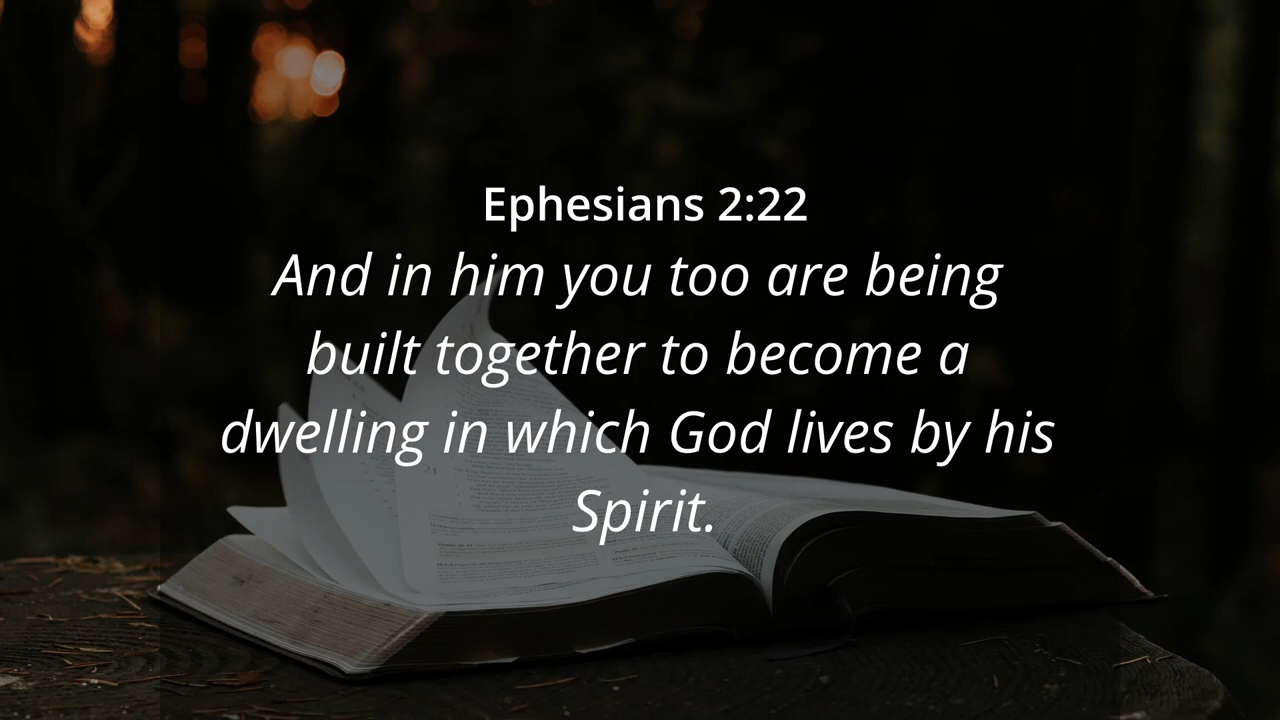 Ephesians 2:22
And in him you too are being
built together to become a
dwelling in which God lives by his
Spirit.